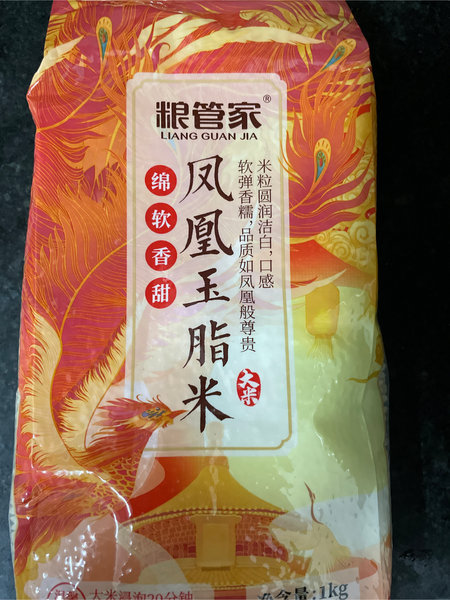 粮管家®
LIANG GUAN JIA
米粒圆润洁白，口感
软弹香糯，品质如凤凰般尊贵
凤凰玉脂米
绵软香甜
大米
大米浸泡20分钟
含量:1kg